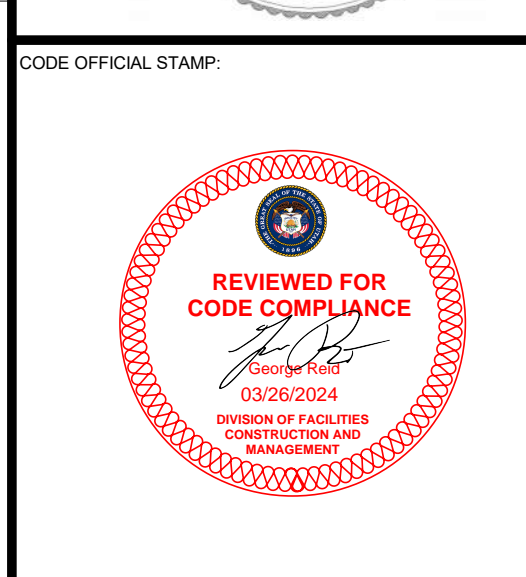 CODE OFFICIAL STAMP:
THE GREAT SEAL OF THE STATE OF UTAH
1896
REVIEWED FOR
CODE COMPLIANCE
George Reid
03/26/2024
DIVISION OF FACILITIES
CONSTRUCTION AND
MANAGEMENT